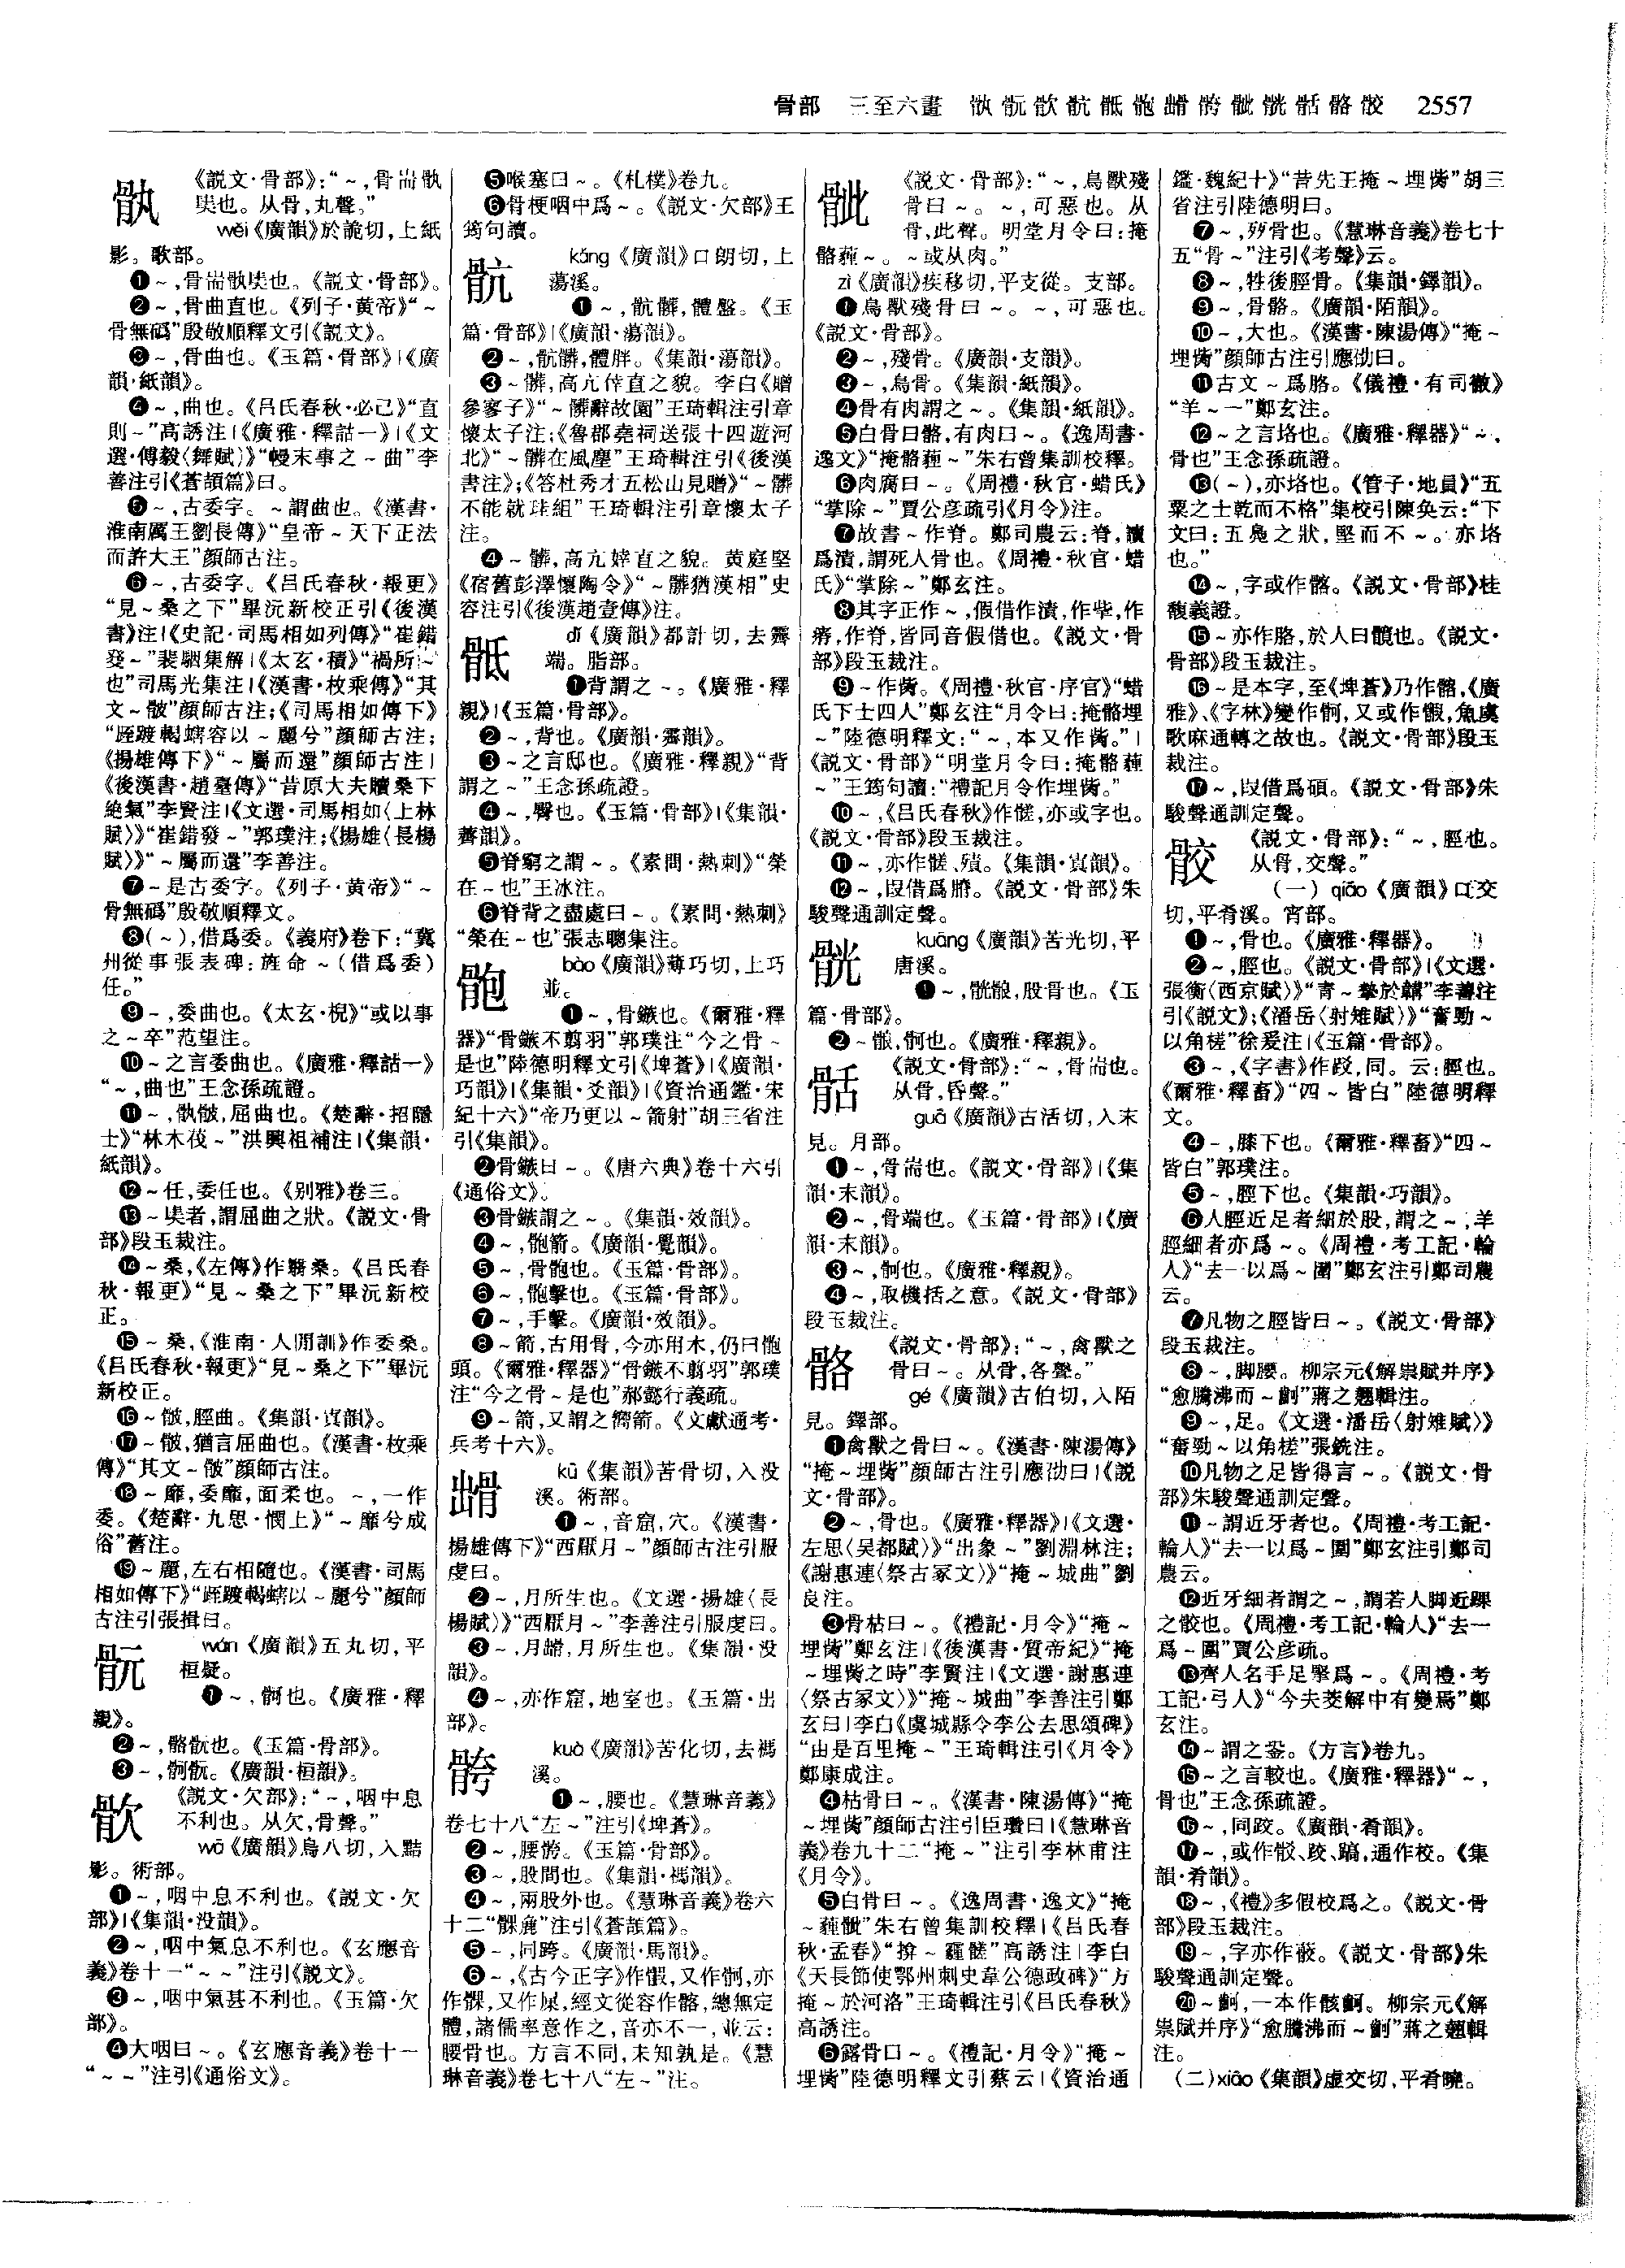 骨部 三至六畫 骫骩骬骯骶骲䯇骻骴骩骷骼骹 2557
骫
《説文·骨部》:“~,骨耑骫
㚇也。从骨,丸聲。”
wěi《廣韻》於詭切,上紙
影。歌部。
❶~,骨耑骫㚇也。《説文·骨部》。
❷~,骨曲直也。《列子·黄帝》“~
骨無䃣”殷敬順釋文引《説文》。
❸~,骨曲也。《玉篇·骨部》|《廣
韻·紙韻》。
❹~,曲也。《吕氏春秋·必己》“直
則~”高誘注|《廣雅·釋詁一》|《文
選·傅毅〈舞賦〉》“幔末事之~曲”李
善注引《蒼頡篇》曰。
❺~,古委字。~謂曲也。《漢書·
淮南厲王劉長傳》“皇帝~天下正法
而許大王”顔師古注。
❻~,古委字。《吕氏春秋·報更》
“見~桑之下”畢沅新校正引《後漢
書》注|《史記·司馬相如列傳》“崔錯
發~”裴駰集解|《太玄·積》“禍所~
也”司馬光集注|《漢書·枚乘傳》“其
文~骳”顔師古注;《司馬相如傳下》
“蛭踱輵螛容以~麗兮”顔師古注;
《揚雄傳下》“~屬而還”顔師古注|
《後漢書·趙臺傳》“昔原大夫贖桑下
絶氣”李賢注|《文選·司馬相如〈上林
賦〉》“崔錯發~”郭璞注;《揚雄〈長楊
賦〉》“~屬而還”李善注。
❼~是古委字。《列子·黄帝》“~
骨無䃣”殷敬順釋文。
❽(~),借爲委。《義府》卷下:“冀
州從事張表碑:旌命~(借爲委)
任。”
❾~,委曲也。《太玄·柷》“或以事
之~卒”范望注。
❿~之言委曲也。《廣雅·釋詁一》
“~,曲也”王念孫疏證。
⓫~,骫骳,屈曲也。《楚辭·招隱
士》“林木茷~”洪興祖補注|《集韻·
紙韻》。
⓬~任,委任也。《别雅》卷三。
⓭~㚇者,謂屈曲之狀。《説文·骨
部》段玉裁注。
⓮~桑,《左傳》作翳桑。《吕氏春
秋·報更》“見~桑之下”畢沅新校
正。
⓯~桑,《淮南·人閒訓》作委桑。
《吕氏春秋·報更》“見~桑之下”畢沅
新校正。
⓰~骳,脛曲。《集韻·寘韻》。
⓱~骳,猶言屈曲也。《漢書·枚乘
傳》“其文~骳”顔師古注。
⓲~靡,委靡,面柔也。~,一作
委。《楚辭·九思·憫上》“~靡兮成
俗”舊注。
⓳~麗,左右相隨也。《漢書·司馬
相如傳下》“蛭踱輵螛以~麗兮”顔師
古注引張揖曰。
wán《廣韻》五丸切,平
桓疑。
❶~,䯊也。《廣雅·釋
親》。
❷~,骼骩也。《玉篇·骨部》。
❸~,䯊骩。《廣韻·桓韻》。
《説文·欠部》:“~,咽中息
不利也。从欠,骨聲。”
wō《廣韻》烏八切,入黠
影。術部。
❶~,咽中息不利也。《説文·欠
部》|《集韻·没韻》。
❷~,咽中氣息不利也。《玄應音
義》卷十一“~~”注引《説文》。
❸~,咽中氣甚不利也。《玉篇·欠
部》。
❹大咽曰~。《玄應音義》卷十一
“~~”注引《通俗文》。
❺喉塞曰~。《札樸》卷九。
❻骨梗咽中爲~。《説文·欠部》王
筠句讀。
骯
kǎng《廣韻》口朗切,上
蕩溪。
❶~,骯髒,體盤。《玉
篇·骨部》|《廣韻·蕩韻》。
❷~,骯髒,體胖。《集韻·蕩韻》。
❸~髒,高亢倖直之貌。李白《贈
參寥子》“~髒辭故園”王琦輯注引章
懷太子注;《魯郡堯祠送張十四遊河
北》“~髒在風塵”王琦輯注引《後漢
書注》;《答杜秀才五松山見贈》“~髒
不能就珪組”王琦輯注引章懷太子
注。
❹~髒,高亢婞直之貌。黄庭堅
《宿舊彭澤懷陶令》“~髒猶漢相”史
容注引《後漢趙壹傳》注。
骶
dǐ《廣韻》都計切,去霽
端。脂部。
❶背謂之~。《廣雅·釋
親》|《玉篇·骨部》。
❷~,背也。《廣韻·霽韻》。
❸~之言邸也。《廣雅·釋親》“背
謂之~”王念孫疏證。
❹~,臀也。《玉篇·骨部》|《集韻·
薺韻》。
❺脊窮之謂~。《素問·熱刺》“榮
在~也”王冰注。
❻脊背之盡處曰~。《素問·熱刺》
“榮在~也”張志聰集注。
骲
bào《廣韻》薄巧切,上巧
並。
❶~,骨鏃也。《爾雅·釋
器》“骨鏃不翦羽”郭璞注“今之骨~
是也”陸德明釋文引《埤蒼》|《廣韻·
巧韻》|《集韻·爻韻》|《資治通鑑·宋
紀十六》“帝乃更以~箭射”胡三省注
引《集韻》。
❷骨鏃曰~。《唐六典》卷十六引
《通俗文》。
❸骨鏃謂之~。《集韻·效韻》。
❹~,骲箭。《廣韻·覺韻》。
❺~,骨骲也。《玉篇·骨部》。
❻~,骲擊也。《玉篇·骨部》。
❼~,手擊。《廣韻·效韻》。
❽~箭,古用骨,今亦用木,仍曰骲
頭。《爾雅·釋器》“骨鏃不翦羽”郭璞
注“今之骨~是也”郝懿行義疏。
❾~箭,又謂之髇箭。《文獻通考·
兵考十六》。
kū《集韻》苦骨切,入没
溪。術部。
❶~,音窟,穴。《漢書·
揚雄傳下》“西厭月~”顔師古注引服
虔曰。
❷~,月所生也。《文選·揚雄〈長
楊賦〉》“西厭月~”李善注引服虔曰。
❸~,月䯇,月所生也。《集韻·没
韻》。
❹~,亦作窟,地室也。《玉篇·出
部》。
骻
kuà《廣韻》苦化切,去禡
溪。
❶~,腰也。《慧琳音義》
卷七十八“左~”注引《埤蒼》。
❷~,腰骻。《玉篇·骨部》。
❸~,股間也。《集韻·禡韻》。
❹~,兩股外也。《慧琳音義》卷六
十二“髁䯗”注引《蒼頡篇》。
❺~,同跨。《廣韻·馬韻》。
❻~,《古今正字》作髂,又作䯊,亦
作髁,又作𡱼,經文從容作髂,總無定
體,諸儒率意作之,音亦不一,並云:
腰骨也。方言不同,未知孰是。《慧
琳音義》卷七十八“左~”注。
骴
《説文·骨部》:“~,鳥獸殘
骨曰~。~,可惡也。从
骨,此聲。明堂月令曰:掩
骼薶~。~或从肉。”
zì《廣韻》疾移切,平支從。支部。
❶鳥獸殘骨曰~。~,可惡也。
《説文·骨部》。
❷~,殘骨。《廣韻·支韻》。
❸~,鳥骨。《集韻·紙韻》。
❹骨有肉謂之~。《集韻·紙韻》。
❺白骨曰骼,有肉曰~。《逸周書·
逸文》“掩骼薶~”朱右曾集訓校釋。
❻肉腐曰~。《周禮·秋官·蜡氏》
“掌除~”賈公彦疏引《月令》注。
❼故書~作脊。鄭司農云:脊,讀
爲漬,謂死人骨也。《周禮·秋官·蜡
氏》“掌除~”鄭玄注。
❽其字正作~,假借作漬,作骴,作
瘠,作脊,皆同音假借也。《説文·骨
部》段玉裁注。
❾~作胔。《周禮·秋官·序官》“蜡
氏下士四人”鄭玄注“月令曰:掩骼埋
~”陸德明釋文:“~,本又作胔。”|
《説文·骨部》“明堂月令曰:掩骼薶
~”王筠句讀:“禮記月令作埋胔。”
❿~,《吕氏春秋》作髊,亦或字也。
《説文·骨部》段玉裁注。
⓫~,亦作髊、殨。《集韻·寘韻》。
⓬~,叚借爲膌。《説文·骨部》朱
駿聲通訓定聲。
kuāng《廣韻》苦光切,平
唐溪。
❶~,骩䯑,股骨也。《玉
篇·骨部》。
❷~䯑,䯊也。《廣雅·釋親》。
《説文·骨部》:“~,骨耑也。
从骨,昏聲。”
guā《廣韻》古活切,入末
見。月部。
❶~,骨耑也。《説文·骨部》|《集
韻·末韻》。
❷~,骨端也。《玉篇·骨部》|《廣
韻·末韻》。
❸~,䯊也。《廣雅·釋親》。
❹~,取機括之意。《説文·骨部》
段玉裁注。
骼
《説文·骨部》:“~,禽獸之
骨曰~。从骨,各聲。”
gé《廣韻》古伯切,入陌
見。鐸部。
❶禽獸之骨曰~。《漢書·陳湯傳》
“掩~埋胔”顔師古注引應劭曰|《説
文·骨部》。
❷~,骨也。《廣雅·釋器》|《文選·
左思〈吴都賦〉》“出象~”劉淵林注;
《謝惠連〈祭古冢文〉》“掩~城曲”劉
良注。
❸骨枯曰~。《禮記·月令》“掩~
埋胔”鄭玄注|《後漢書·質帝紀》“掩
~埋胔之時”李賢注|《文選·謝惠連
〈祭古冢文〉》“掩~城曲”李善注引鄭
玄曰|李白《虞城縣令李公去思頌碑》
“由是百里掩~”王琦輯注引《月令》
鄭康成注。
❹枯骨曰~。《漢書·陳湯傳》“掩
~埋胔”顔師古注引臣瓚曰|《慧琳音
義》卷九十二“掩~”注引李林甫注
《月令》。
❺白骨曰~。《逸周書·逸文》“掩
~薶骴”朱右曾集訓校釋|《吕氏春
秋·孟春》“揜~霾髊”高誘注|李白
《天長節使鄂州刺史韋公德政碑》“方
掩~於河洛”王琦輯注引《吕氏春秋》
高誘注。
❻露骨曰~。《禮記·月令》“掩~
埋胔”陸德明釋文引蔡云|《資治通
鑑·魏紀十》“昔先王掩~埋胔”胡三
省注引陸德明曰。
❼~,歺骨也。《慧琳音義》卷七十
五“骨~”注引《考聲》云。
❽~,牲後脛骨。《集韻·鐸韻》。
❾~,骨骼。《廣韻·陌韻》。
❿~,大也。《漢書·陳湯傳》“掩~
埋胔”顔師古注引應劭曰。
⓫古文~爲胳。《儀禮·有司徹》
“羊~一”鄭玄注。
⓬~之言垎也。《廣雅·釋器》“~,
骨也”王念孫疏證。
⓭(~),亦垎也。《管子·地員》“五
粟之士乾而不格”集校引陳奂云:“下
文曰:五鳧之狀,堅而不~。亦垎
也。”
⓮~,字或作髂。《説文·骨部》桂
馥義證。
⓯~亦作胳,於人曰髖也。《説文·
骨部》段玉裁注。
⓰~是本字,至《埤蒼》乃作髂,《廣
雅》、《字林》變作䯊,又或作骻,魚虞
歌麻通轉之故也。《説文·骨部》段玉
裁注。
⓱~,叚借爲碩。《説文·骨部》朱
駿聲通訓定聲。
骹
《説文·骨部》:“~,脛也。
从骨,交聲。”
(一)qiāo《廣韻》口交
切,平肴溪。宵部。
❶~,骨也。《廣雅·釋器》。
❷~,脛也。《説文·骨部》|《文選·
張衡〈西京賦〉》“青~摯於韝”李善注
引《説文》;《潘岳〈射雉賦〉》“奮勁~
以角槎”徐爰注|《玉篇·骨部》。
❸~,《字書》作跤,同。云:脛也。
《爾雅·釋畜》“四~皆白”陸德明釋
文。
❹~,膝下也。《爾雅·釋畜》“四~
皆白”郭璞注。
❺~,脛下也。《集韻·巧韻》。
❻人脛近足者細於股,謂之~,羊
脛細者亦爲~。《周禮·考工記·輪
人》“去一以爲~圍”鄭玄注引鄭司農
云。
❼凡物之脛皆曰~。《説文·骨部》
段玉裁注。
❽~,脚腰。柳宗元《解祟賦并序》
“愈騰沸而~䶧”蔣之翹輯注。
❾~,足。《文選·潘岳〈射雉賦〉》
“奮勁~以角槎”張銑注。
❿凡物之足皆得言~。《説文·骨
部》朱駿聲通訓定聲。
⓫~謂近牙者也。《周禮·考工記·
輪人》“去一以爲~圍”鄭玄注引鄭司
農云。
⓬近牙細者謂之~,謂若人脚近踝
之骹也。《周禮·考工記·輪人》“去一
爲~圍”賈公彦疏。
⓭齊人名手足掔爲~。《周禮·考
工記·弓人》“今夫茭解中有變焉”鄭
玄注。
⓮~謂之銎。《方言》卷九。
⓯~之言較也。《廣雅·釋器》“~,
骨也”王念孫疏證。
⓰~,同跤。《廣韻·肴韻》。
⓱~,或作骰、跤、蹻,通作校。《集
韻·肴韻》。
⓲~,《禮》多假校爲之。《説文·骨
部》段玉裁注。
⓳~,字亦作藃。《説文·骨部》朱
駿聲通訓定聲。
⓴~䶧,一本作骸䶧。柳宗元《解
祟賦并序》“愈騰沸而~䶧”蔣之翹輯
注。
(二)xiāo《集韻》虚交切,平肴曉。